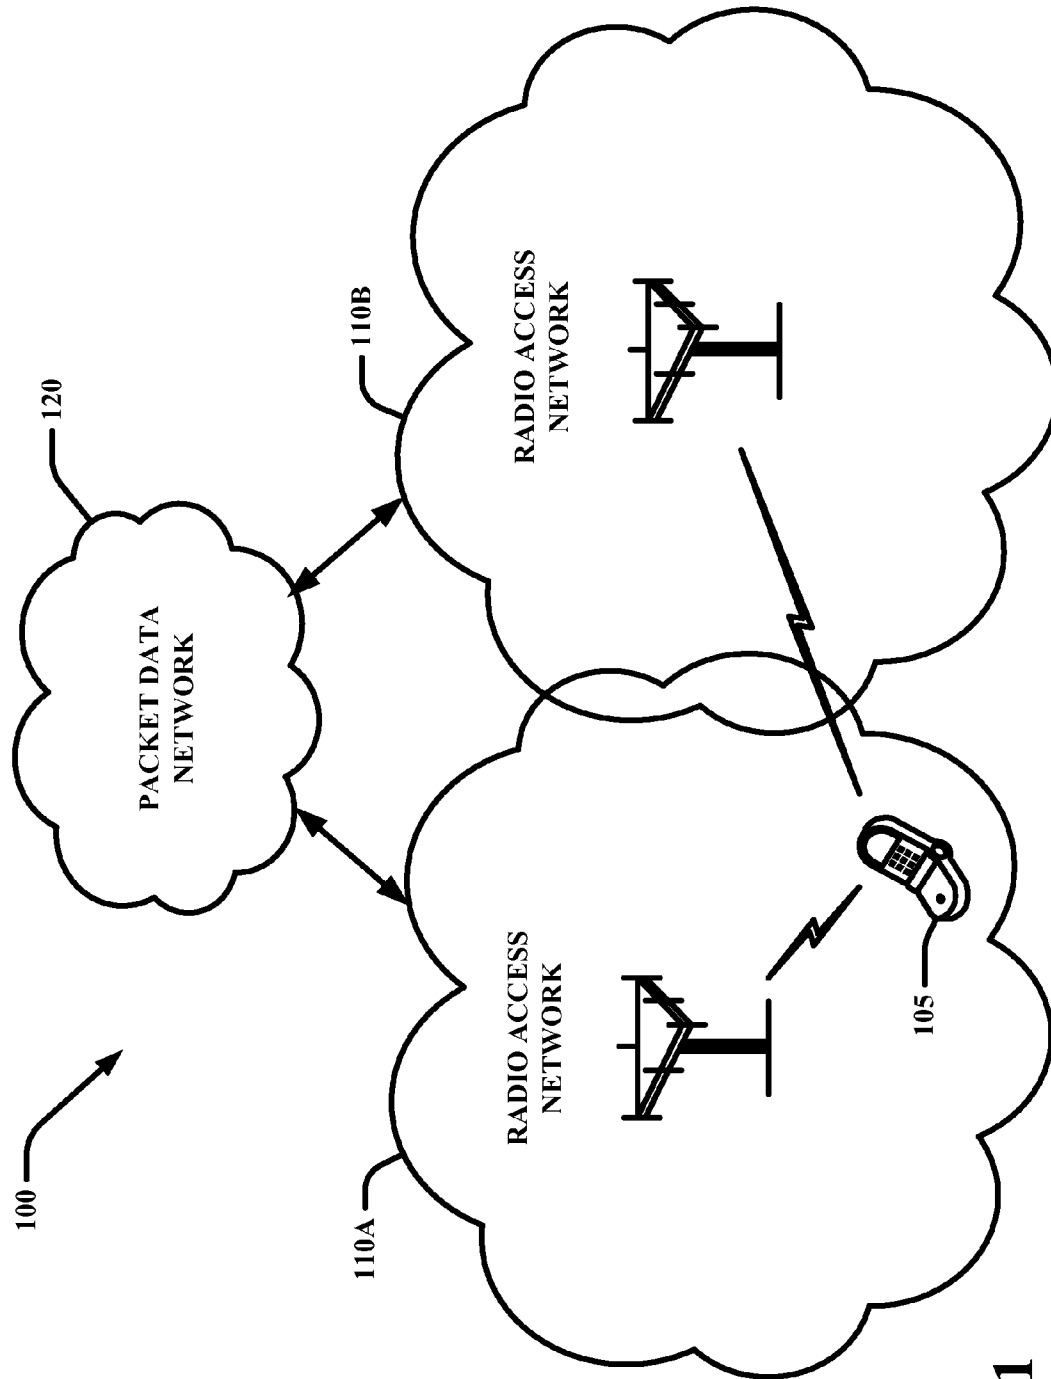 100
120
PACKET DATA
NETWORK
110A
110B
RADIO ACCESS
NETWORK
RADIO ACCESS
NETWORK
105
1